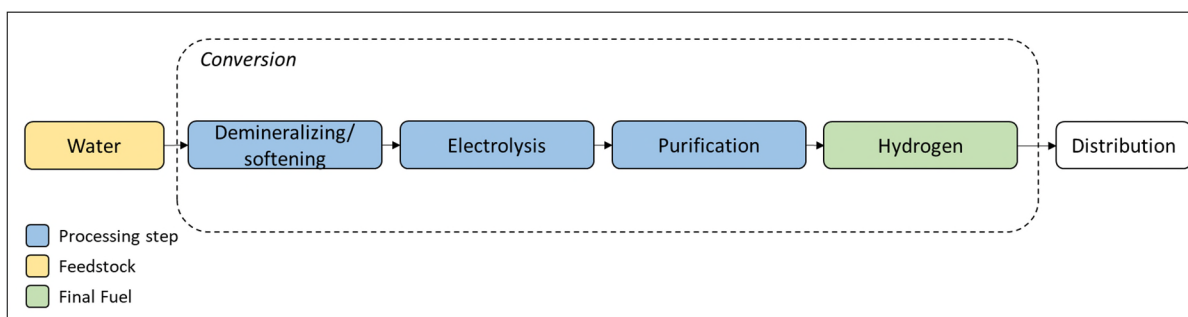 Conversion
Water
Demineralizing/
softening
Electrolysis
Purification
Hydrogen
Distribution
Processing step
Feedstock
Final Fuel